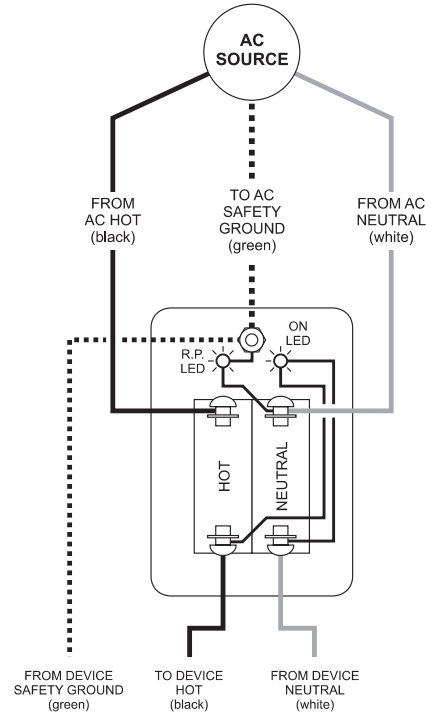 AC
SOURCE
FROM
AC HOT
(black)
TO AC
SAFETY
GROUND
(green)
FROM AC
NEUTRAL
(white)
R.P.
LED
ON
LED
HOT
NEUTRAL
FROM DEVICE
SAFETY GROUND
(green)
TO DEVICE
HOT
(black)
FROM DEVICE
NEUTRAL
(white)